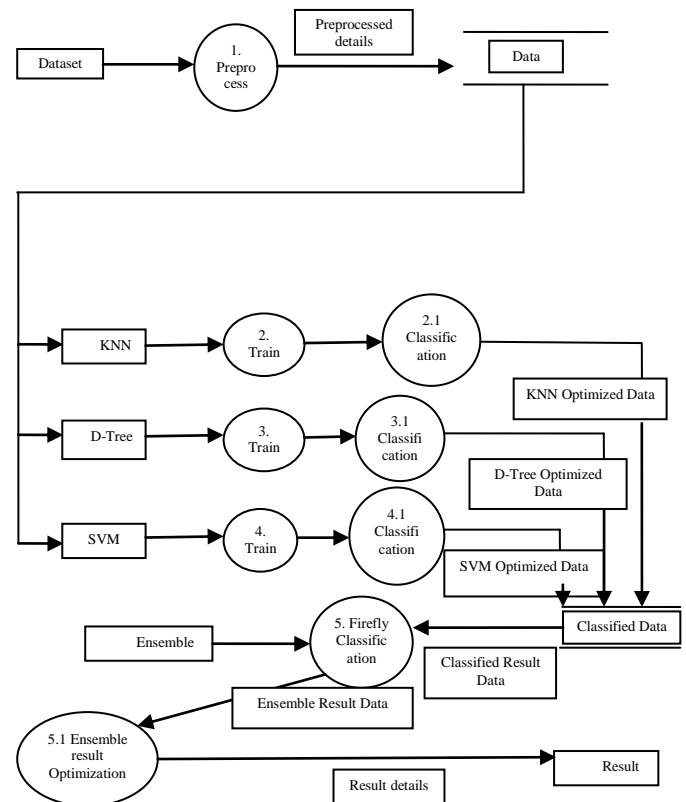 Preprocessed
details
1.
Prepro
cess
Dataset
Data
KNN
2.
Train
2.1
Classific
ation
KNN Optimized Data
D-Tree
3.
Train
3.1
Classifi
cation
D-Tree Optimized
Data
SVM
4.
Train
4.1
Classifi
cation
SVM Optimized Data
Ensemble
5. Firefly
Classific
ation
Classified Data
Classified Result
Data
Ensemble Result Data
5.1 Ensemble
result
Optimization
Result
Result details